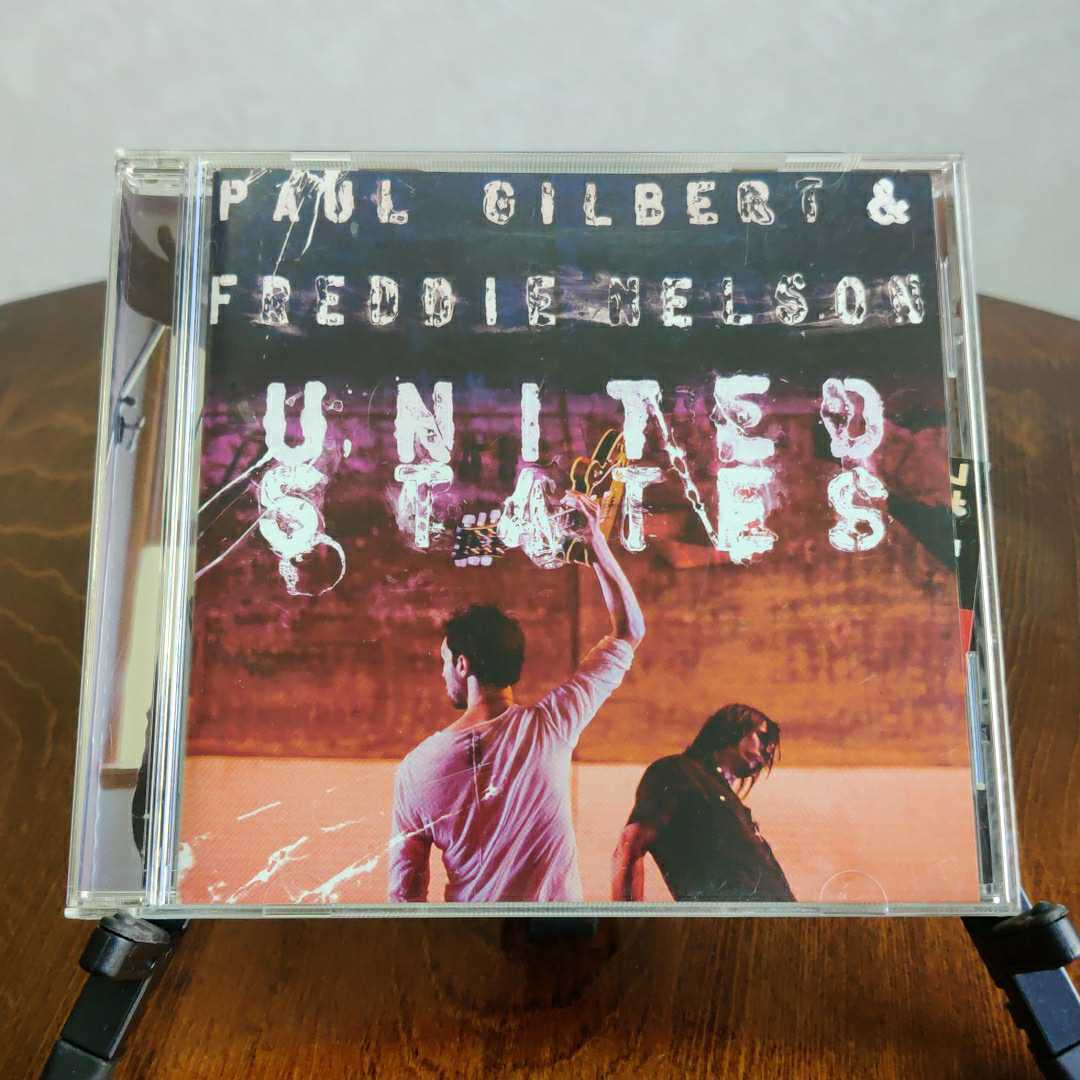 PAUL GILBERT &
FREDDIE NELSON
UNITED
STATES